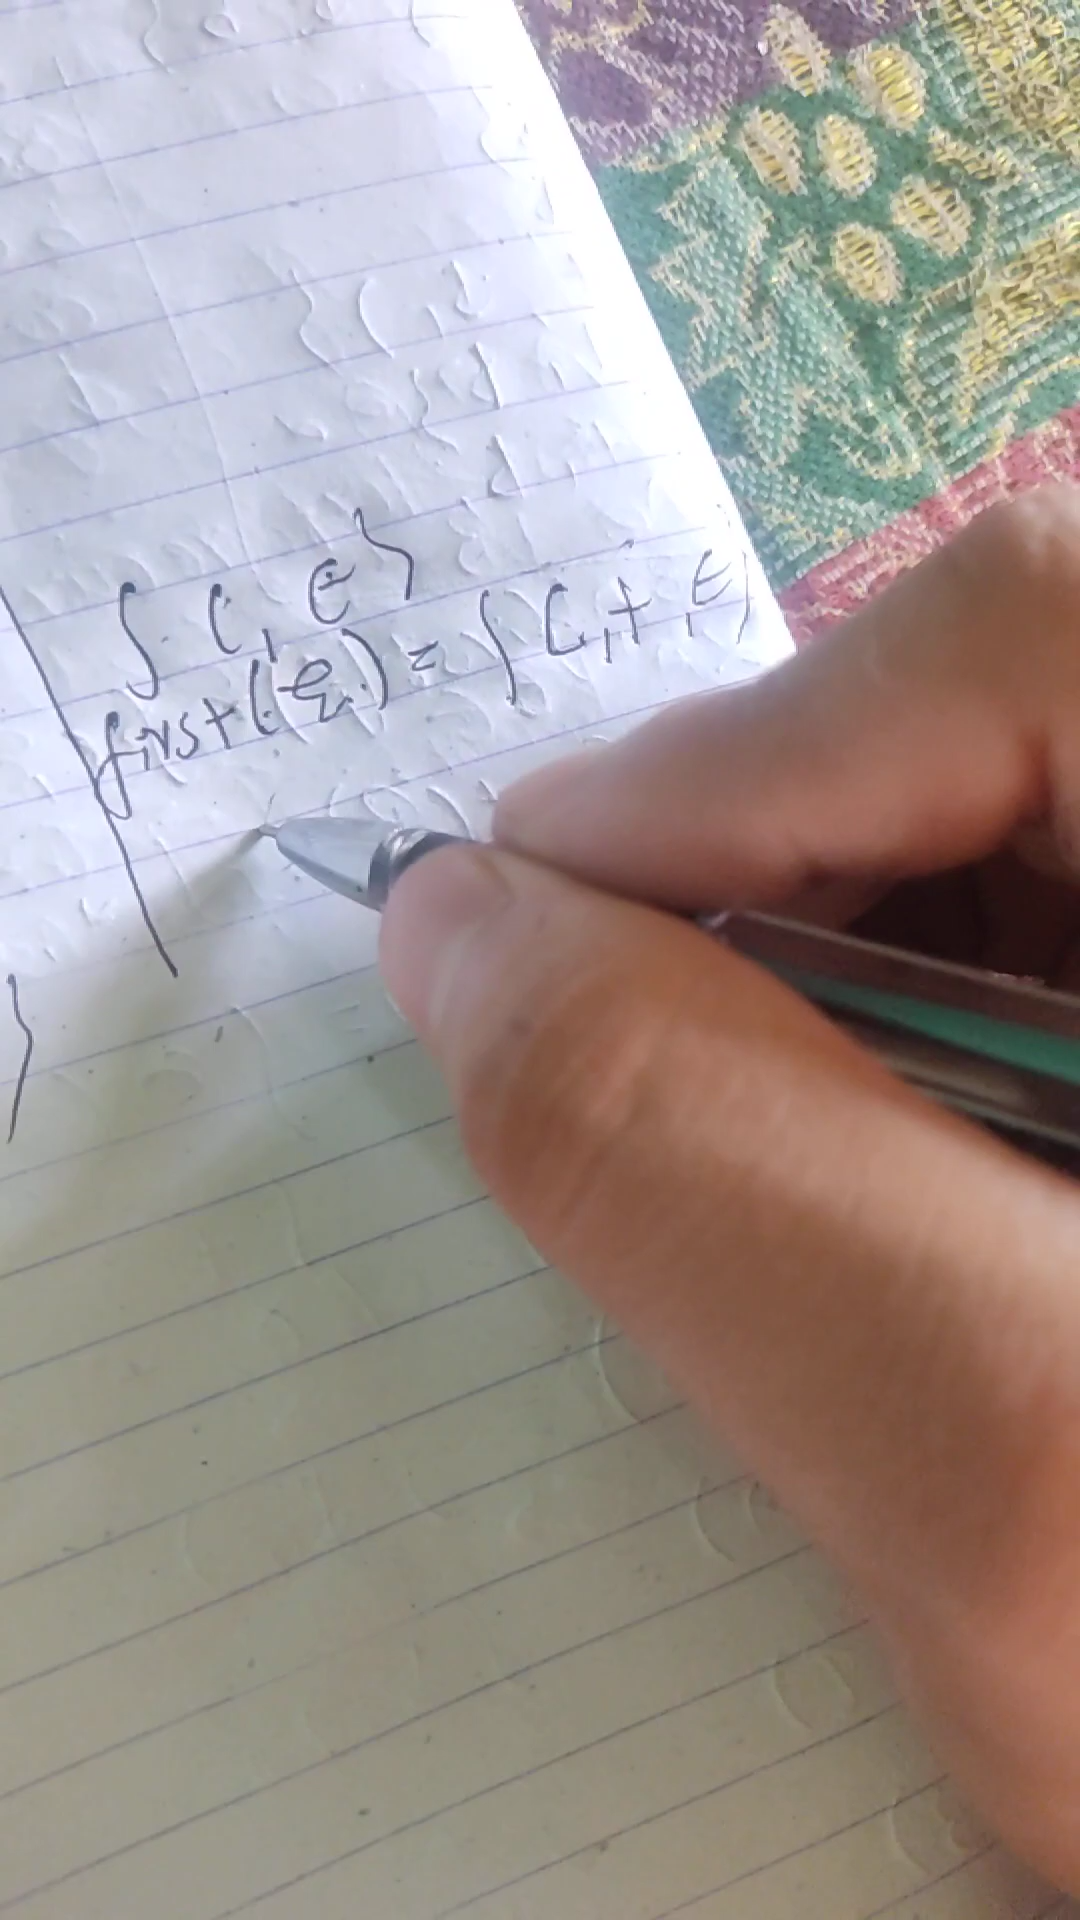 { (, ε }
first(E) = { (, +, ε }
}